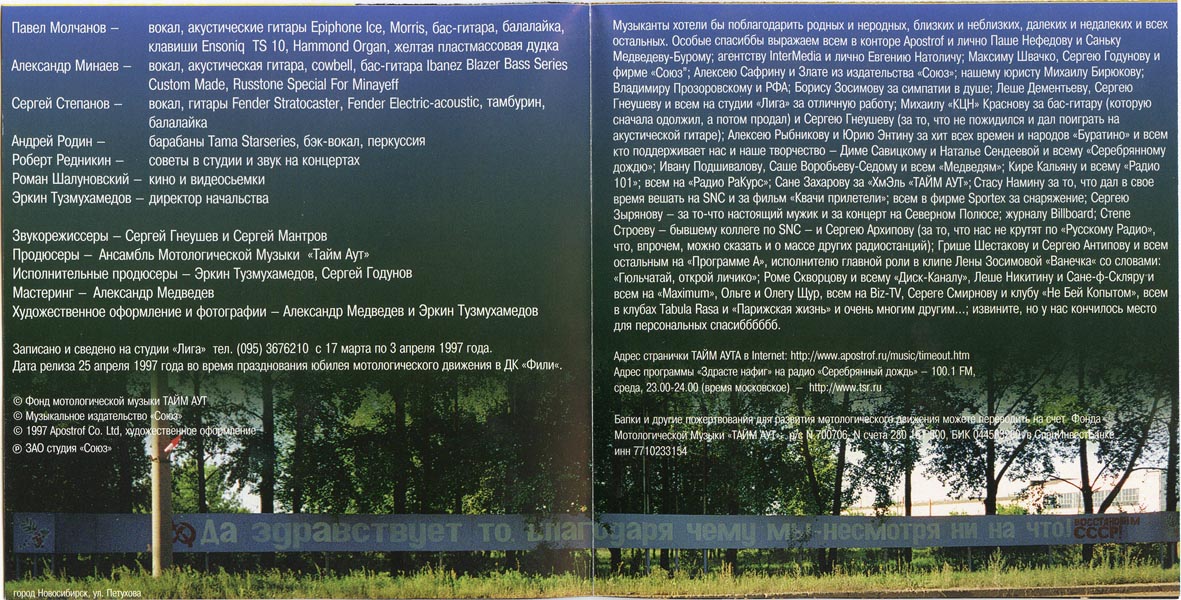 Павел Молчанов – вокал, акустические гитары Epiphone Ice, Morris, бас-гитара, балалайка,
клавиши Ensoniq TS 10, Hammond Organ, желтая пластмассовая дудка
Александр Минаев – вокал, акустическая гитара, cowbell, бас-гитара Ibanez Blazer Bass Series
Custom Made, Russtone Special For Minayeff
Сергей Степанов – вокал, гитары Fender Stratocaster, Fender Electric-acoustic, тамбурин,
балалайка
Андрей Родин – барабаны Tama Starseries, бэк-вокал, перкуссия
Роберт Редникин – советы в студии и звук на концертах
Роман Шалуновский – кино и видеосьемки
Эркин Тузмухамедов – директор начальства
Звукорежиссеры – Сергей Гнеушев и Сергей Мантров
Продюсеры – Ансамбль Мотологической Музыки «Тайм Аут»
Исполнительные продюсеры – Эркин Тузмухамедов, Сергей Годунов
Мастеринг – Александр Медведев
Художественное оформление и фотографии – Александр Медведев и Эркин Тузмухамедов
Записано и сведено на студии «Лига» тел. (095) 3676210 с 17 марта по 3 апреля 1997 года.
Дата релиза 25 апреля 1997 года во время празднования юбилея мотологического движения в ДК «Фили«.
© Фонд мотологической музыки ТАЙМ АУТ
© Музыкальное издательство «Союз»
© 1997 Apostrof Co. Ltd, художественное оформление
℗ ЗАО студия «Союз»
Музыканты хотели бы поблагодарить родных и неродных, близких и неблизких, далеких и недалеких и всех
остальных. Особые спасиббы выражаем всем в конторе Apostrof и лично Паше Нефедову и Саньку
Медведеву-Бурому; агентству InterMedia и лично Евгению Натоличу; Максиму Швачко, Сергею Годунову и
фирме «Союз"; Алексею Сафрину и Злате из издательства «Союз»; нашему юристу Михаилу Бирюкову;
Владимиру Прозоровскому и РФА; Борису Зосимову за симпатии в душе; Леше Дементьеву, Сергею
Гнеушеву и всем на студии «Лига» за отличную работу; Михаилу «КЦН» Краснову за бас-гитару (которую
сначала одолжил, а потом продал) и Сергею Гнеушеву (за то, что не пожидился и дал поиграть на
акустической гитаре); Алексею Рыбникову и Юрию Энтину за хит всех времен и народов «Буратино» и всем
кто поддерживает нас и наше творчество – Диме Савицкому и Наталье Сендеевой и всему «Серебрянному
дождю»; Ивану Подшивалову, Саше Воробьеву-Седому и всем «Медведям»; Кире Кальяну и всему «Радио
101»; всем на «Радио РаКурс»; Сане Захарову за «ХмЭль «ТАЙМ АУТ»; Стасу Намину за то, что дал в свое
время вешать на SNC и за фильм «Квачи прилетели»; всем в фирме Sportex за снаряжение; Сергею
Зырянову – за то-что настоящий мужик и за концерт на Северном Полюсе; журналу Billboard; Степе
Строеву – бывшему коллеге по SNC – и Сергею Архипову (за то, что нас не крутят по «Русскому Радио»,
что, впрочем, можно сказать и о массе других радиостанций); Грише Шестакову и Сергею Антипову и всем
остальным на «Программе А», исполнителю главной роли в клипе Лены Зосимовой «Ванечка» со словами:
«Гюльчатай, открой личико»; Роме Скворцову и всему «Диск-Каналу», Леше Никитину и Сане-ф-Скляру и
всем на «Maximum», Ольге и Олегу Щур, всем на Biz-TV, Сереге Смирнову и клубу «Не Бей Копытом», всем
в клубах Tabula Rasa и «Парижская жизнь» и очень многим другим...; извините, но у нас кончилось место
для персональных спасибббббб.
Адрес странички ТАЙМ АУТА в Internet: http://www.apostrof.ru/music/timeout.htm
Адрес программы «Здрасте нафиг» на радио «Серебрянный дождь» – 100.1 FM,
среда, 23.00-24.00 (время московское) – http://www.tsr.ru
Бапки и другие пожертвования для развятия мотологического движения можете переводить на счет Фонда
Мотологической Музыки «ТАЙМ АУТ»: р/с N 700706, N счета 280 161 800, БИК в СпецИнвестБанке
инн 7710233154
Да здравствует то, благодаря чему мы-несмотря ни на что!
ВОССТАНОВИМ
СССР!
город Новосибирск, ул. Петухова